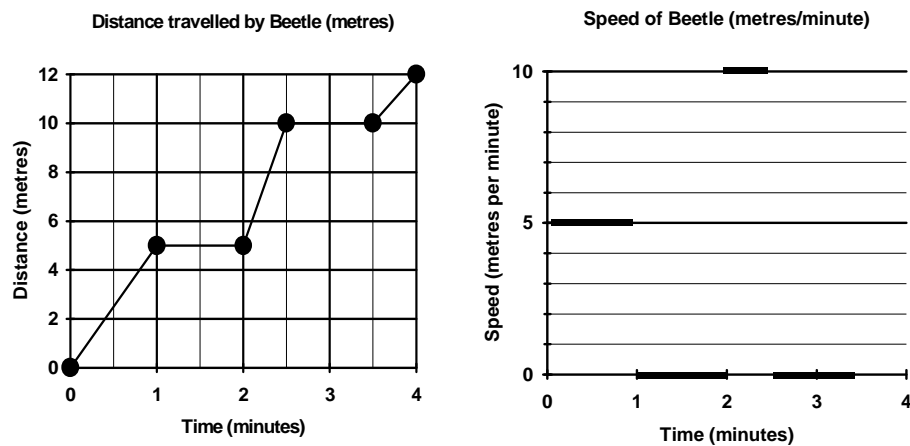 Distance travelled by Beetle (metres)
12
10
8
6
4
2
0
Distance (metres)
0 1 2 3 4
Time (minutes)
Speed of Beetle (metres/minute)
10
5
0
Speed (metres per minute)
0 1 2 3 4
Time (minutes)